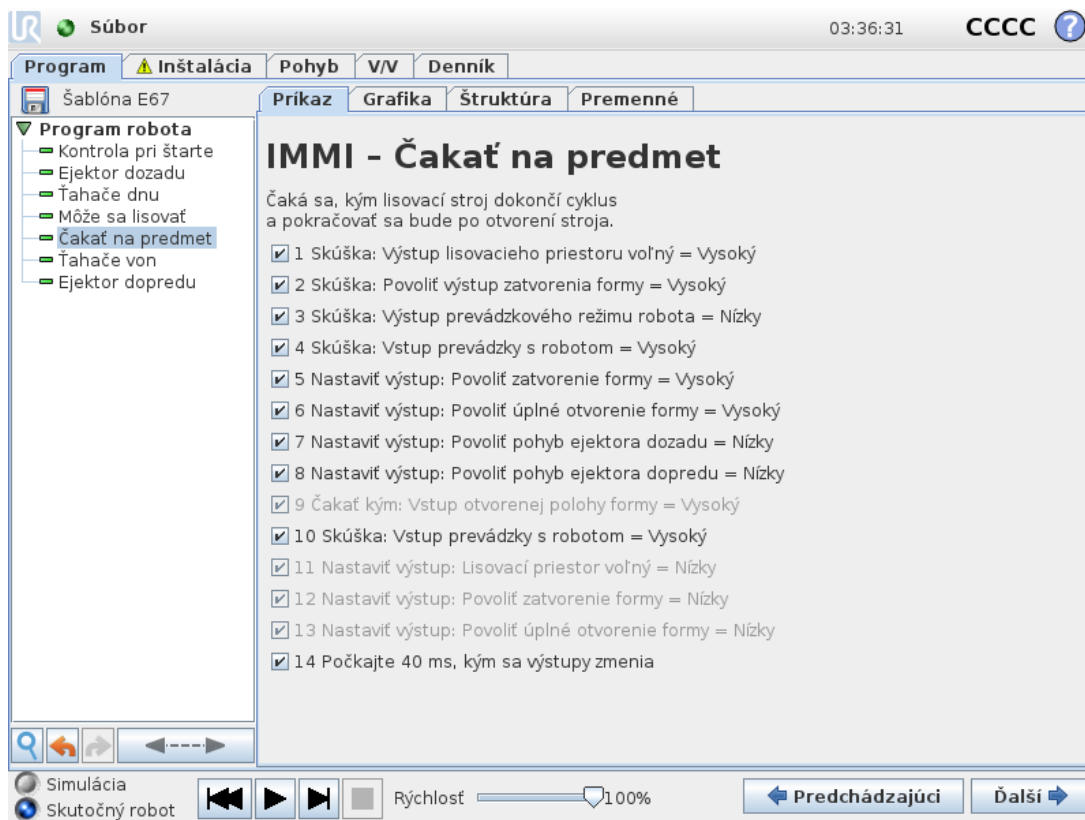 UR Súbor 03:36:31 CCCC ?
Program Inštalácia Pohyb V/V Denník
Šablóna E67
Príkaz Grafika Štruktúra Premenné
Program robota
Kontrola pri štarte
Ejektor dozadu
Ťahače dnu
Môže sa lisovať
Čakať na predmet
Ťahače von
Ejektor dopredu
IMMI - Čakať na predmet
Čaká sa, kým lisovací stroj dokončí cyklus
a pokračovať sa bude po otvorení stroja.
1 Skúška: Výstup lisovacieho priestoru voľný = Vysoký
2 Skúška: Povoliť výstup zatvorenia formy = Vysoký
3 Skúška: Výstup prevádzkového režimu robota = Nízky
4 Skúška: Vstup prevádzky s robotom = Vysoký
5 Nastaviť výstup: Povoliť zatvorenie formy = Vysoký
6 Nastaviť výstup: Povoliť úplné otvorenie formy = Vysoký
7 Nastaviť výstup: Povoliť pohyb ejektora dozadu = Nízky
8 Nastaviť výstup: Povoliť pohyb ejektora dopredu = Nízky
9 Čakať kým: Vstup otvorenej polohy formy = Vysoký
10 Skúška: Vstup prevádzky s robotom = Vysoký
11 Nastaviť výstup: Lisovací priestor voľný = Nízky
12 Nastaviť výstup: Povoliť zatvorenie formy = Nízky
13 Nastaviť výstup: Povoliť úplné otvorenie formy = Nízky
14 Počkajte 40 ms, kým sa výstupy zmenia
Simulácia
Skutočný robot
Rýchlosť 100%
Predchádzajúci
Ďalší